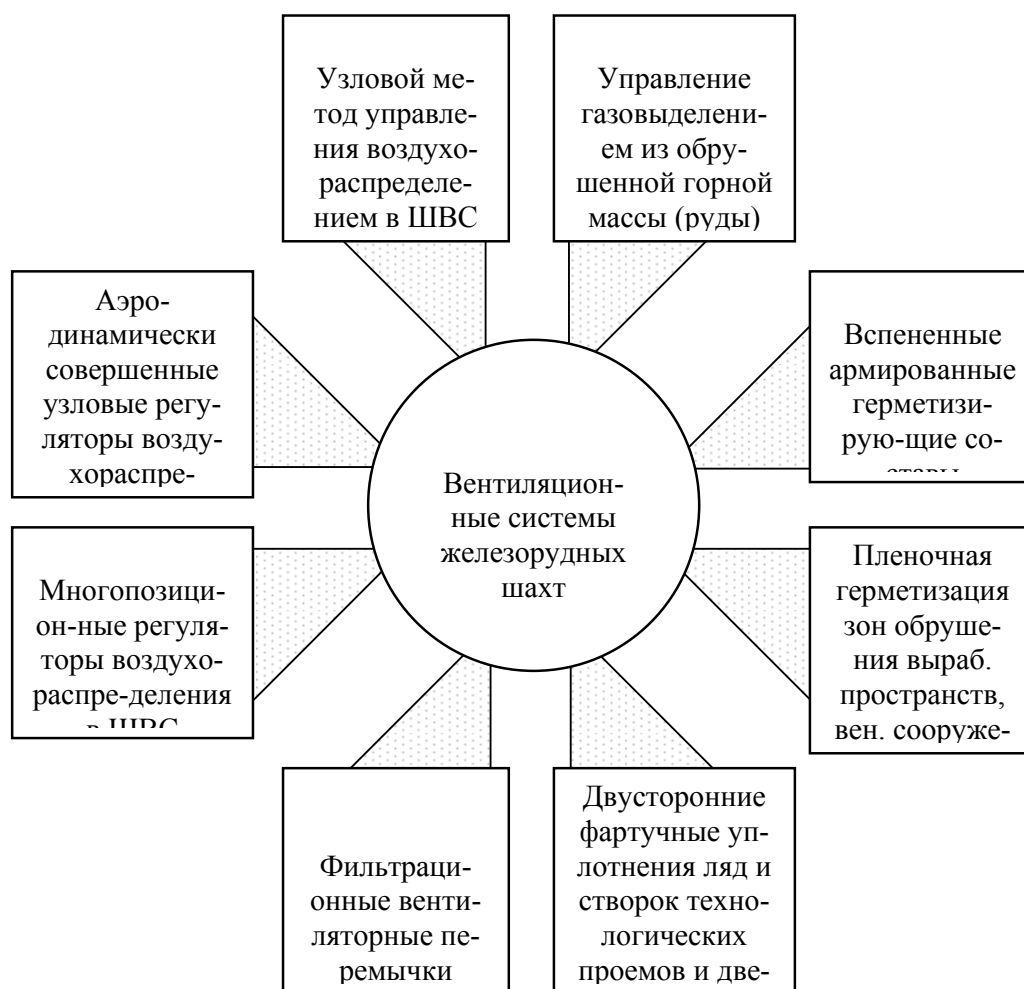 Узловой ме-
тод управле-
ния воздухо-
распределе-
нием в ШВС
Управление
газовыделени-
ем из обру-
шенной горной
массы (руды)
Аэро-
динамически
совершенные
узловые регу-
ляторы возду-
хораспре-
Вспененные
армированные
герметизи-
рую-щие со-
ставы
Вентиляцион-
ные системы
железорудных
шахт
Многопозици-
он-ные регуля-
торы воздухо-
распре-деления
в ШВС
Пленочная
герметизация
зон обруше-
ния выраб.
пространств,
вен. сооруже-
Фильтраци-
онные венти-
ляторные пе-
ремычки
Двусторонние
фартучные уп-
лотнения ляд и
створок техно-
логических
проемов и две-